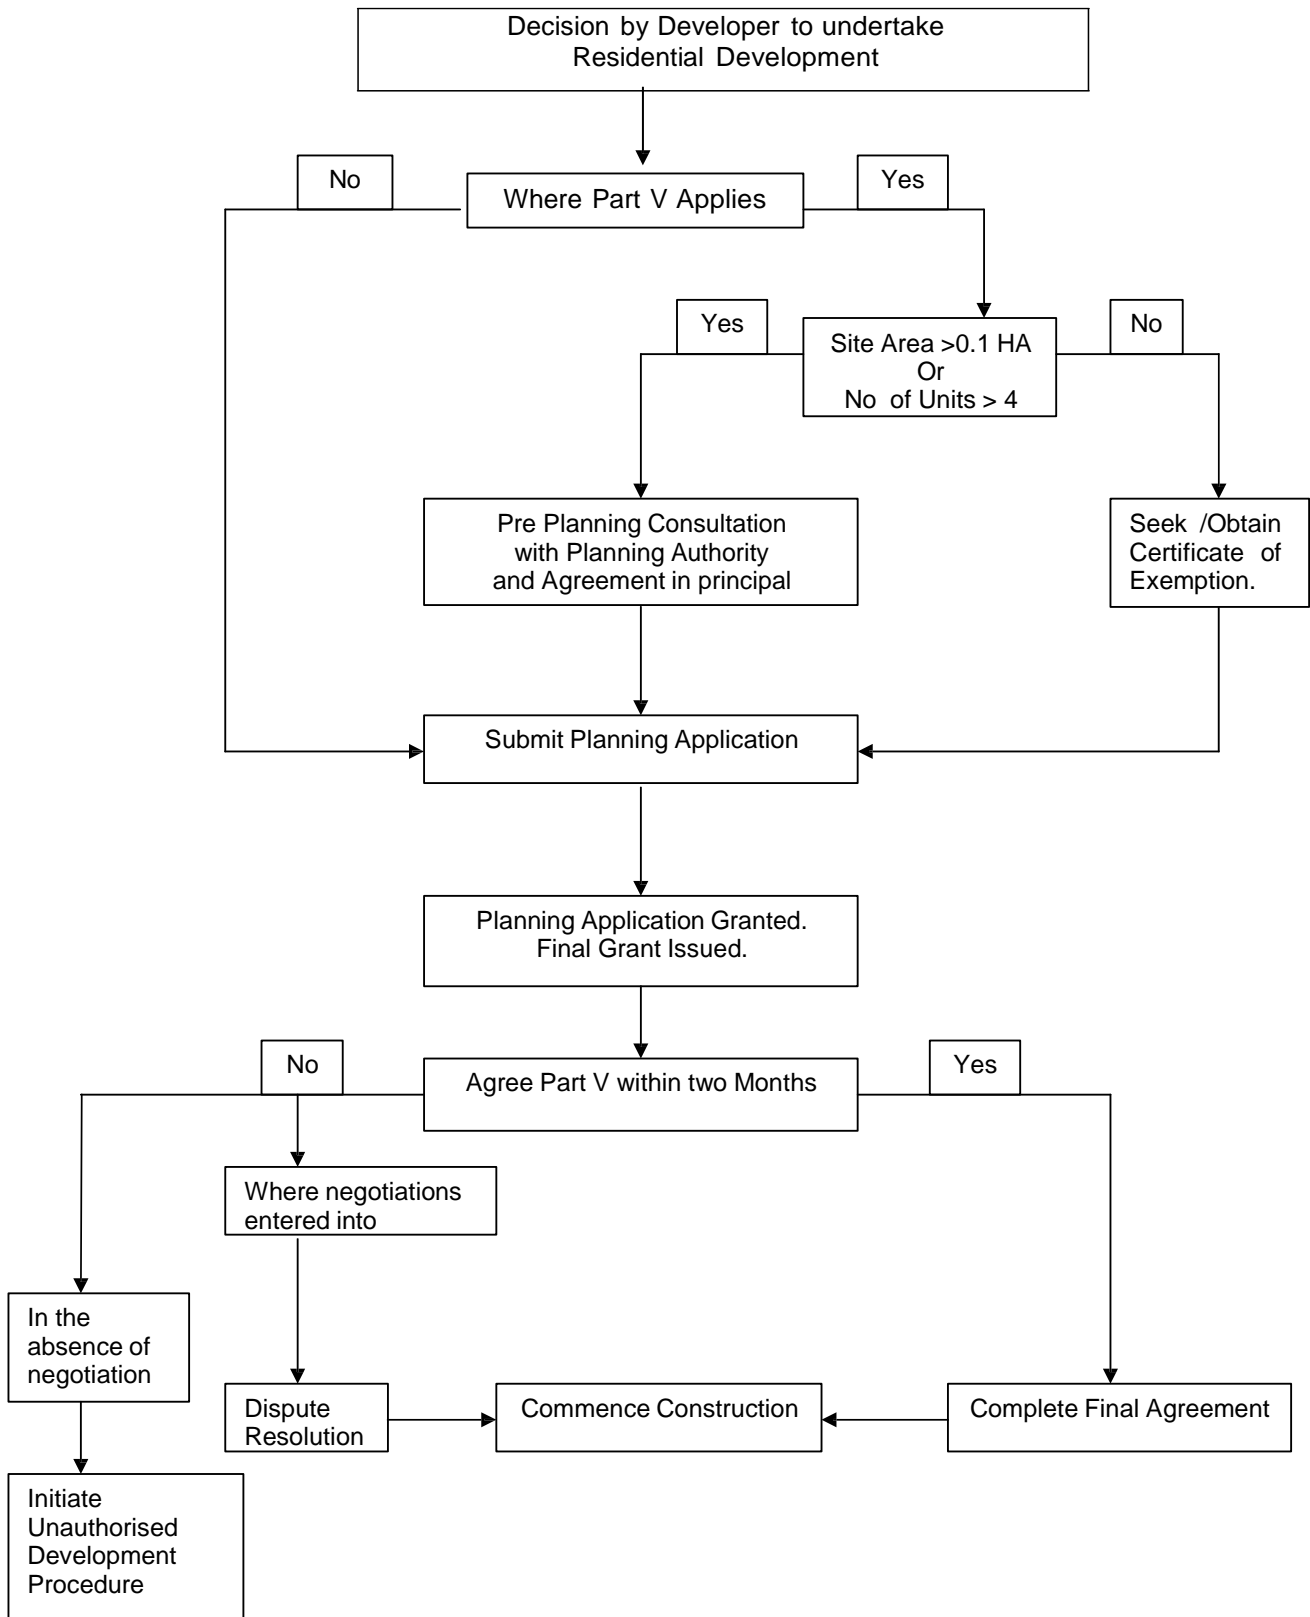 Decision by Developer to undertake
Residential Development
No
Where Part V Applies
Yes
Yes
Site Area >0.1 HA
Or
No of Units > 4
No
Pre Planning Consultation
with Planning Authority
and Agreement in principal
Seek /Obtain
Certificate of
Exemption.
Submit Planning Application
Planning Application Granted.
Final Grant Issued.
No
Agree Part V within two Months
Yes
Where negotiations
entered into
In the
absence of
negotiation
Dispute
Resolution
Commence Construction
Complete Final Agreement
Initiate
Unauthorised
Development
Procedure